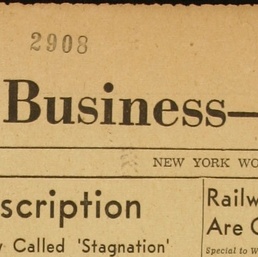 2908
Business—
NEW YORK WO
scription
y Called 'Stagnation'
Railw
Are
Special to W